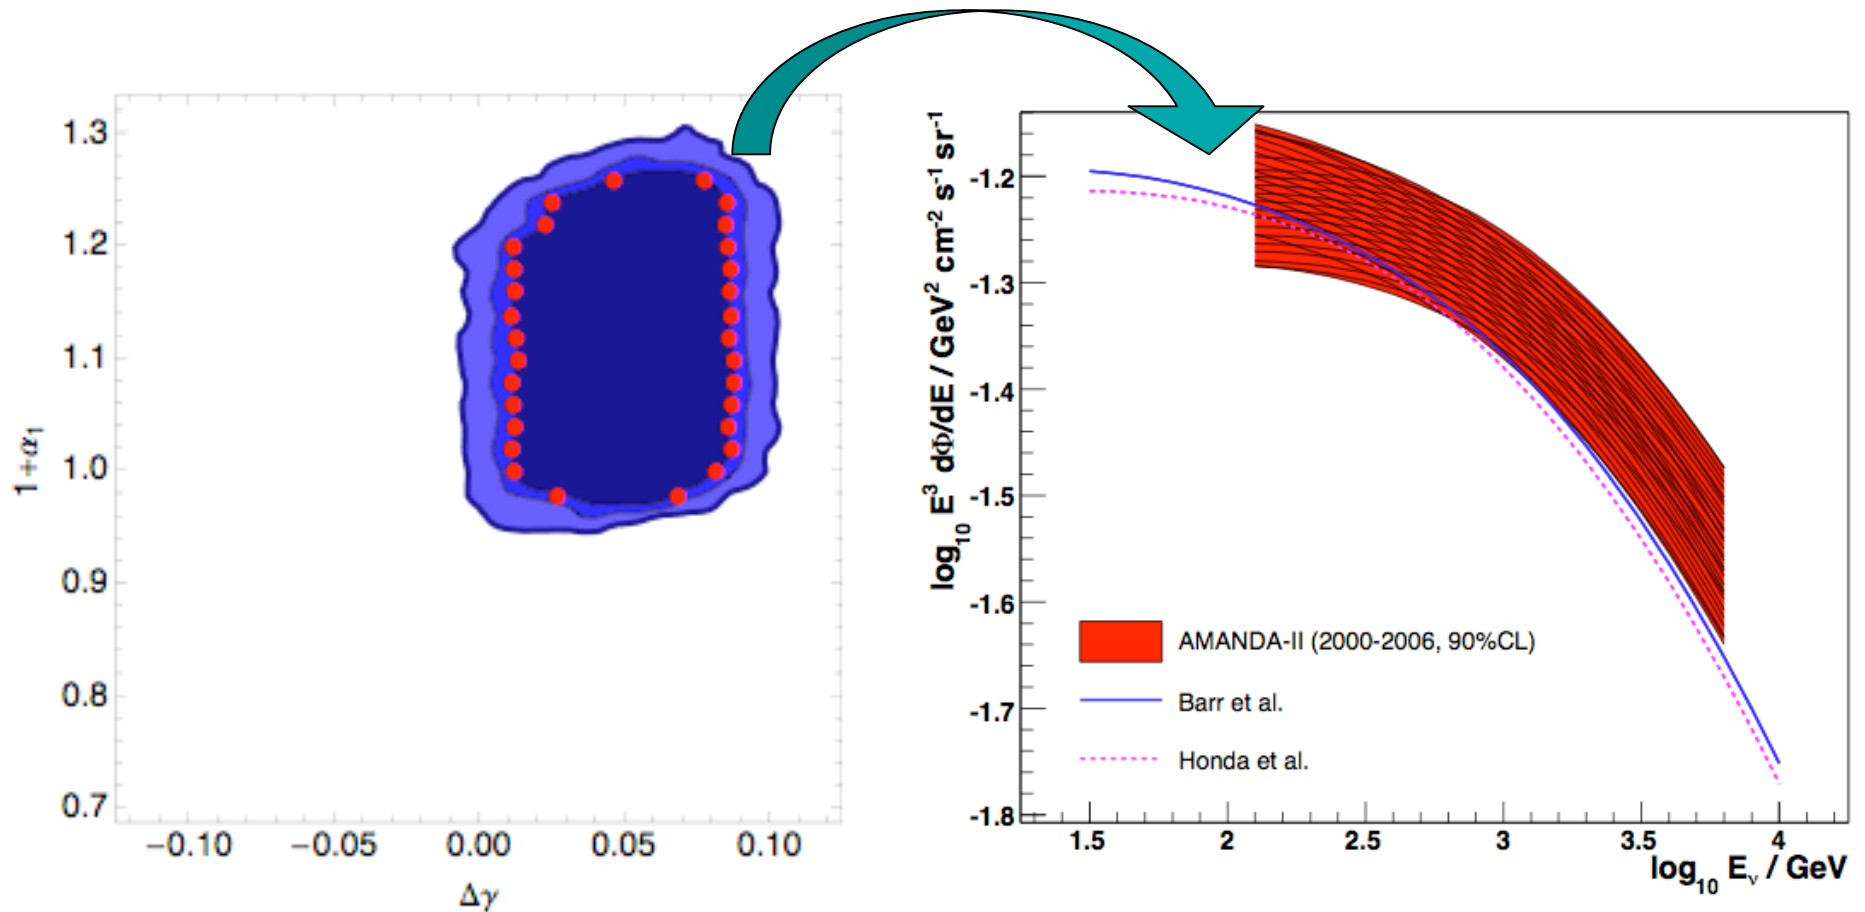 1.3
1.2
1.1
1.0
0.9
0.8
0.7
1+α₁
−0.10 −0.05 0.00 0.05 0.10
Δγ
log₁₀ E³ dΦ/dE / GeV² cm⁻² s⁻¹ sr⁻¹
-1.2
-1.3
-1.4
-1.5
-1.6
-1.7
-1.8
AMANDA-II (2000-2006, 90%CL)
Barr et al.
Honda et al.
1.5 2 2.5 3 3.5 4
log₁₀ Eᵥ / GeV